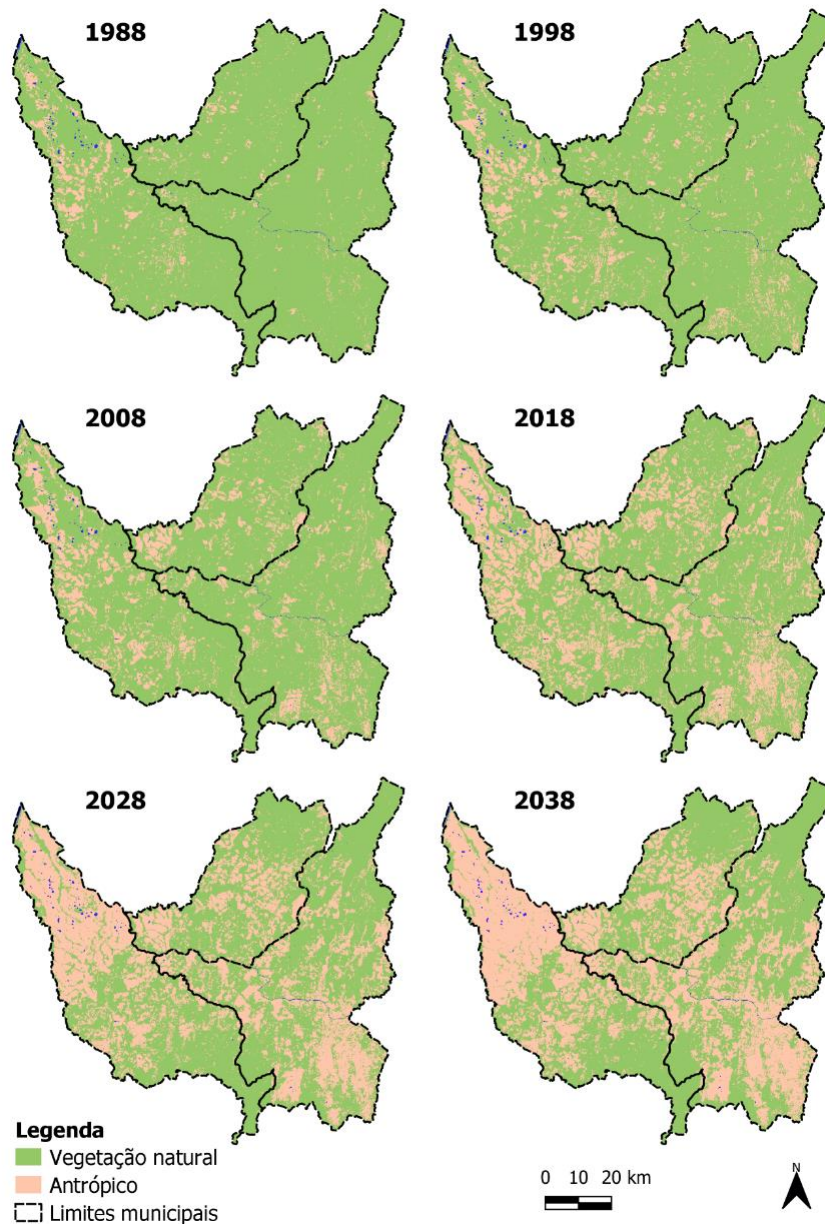 1988
1998
2008
2018
2028
2038
Legenda
Vegetação natural
Antrópico
Limites municipais
0 10 20 km
N